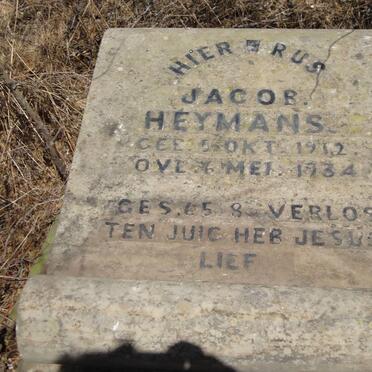 HIER RUS
JACOB.
HEYMANS.
GEB. 5 OKT. 1912
OVL. 6 MEI. 1934
GES. 65.8. VERLOS
TEN JUIG HEB JESUS
LIEF